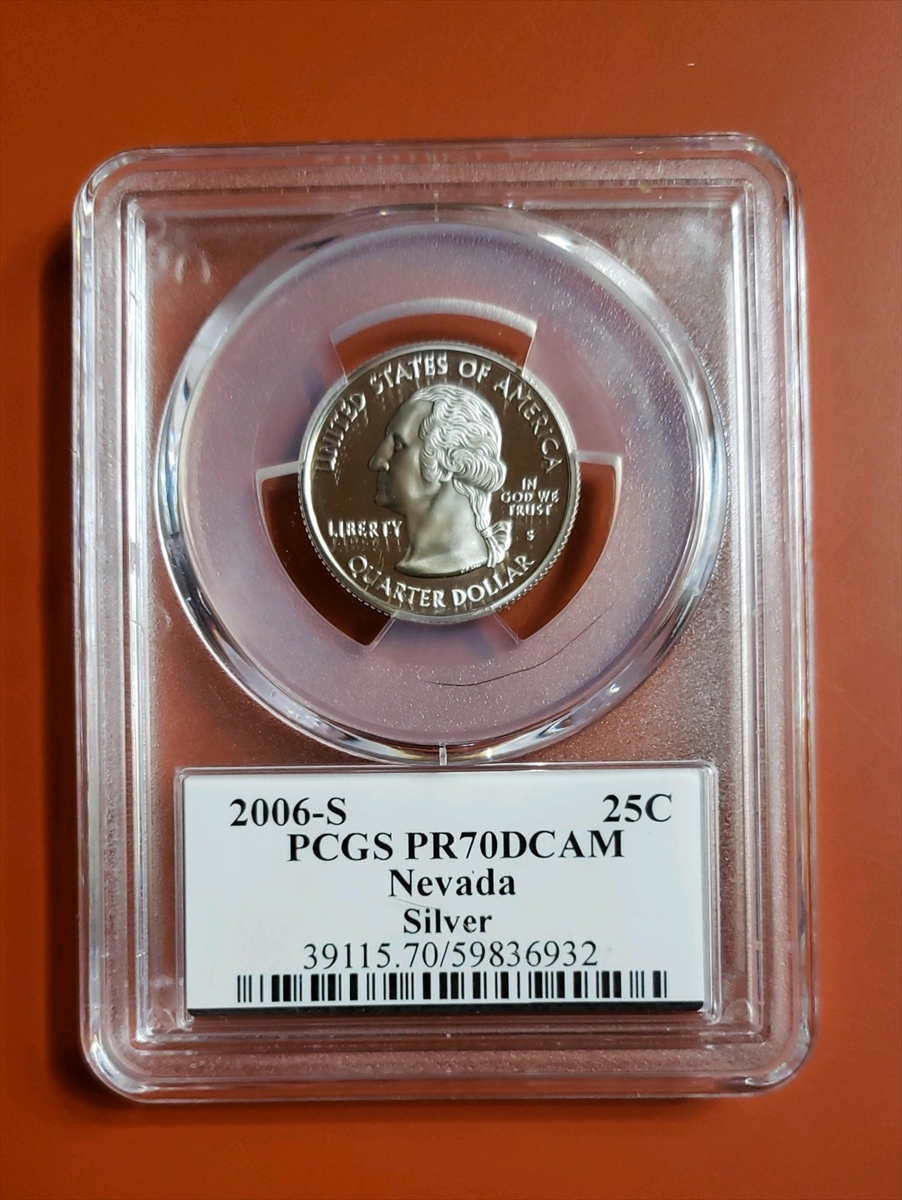 UNITED STATES OF AMERICA
LIBERTY
IN
GOD WE
TRUST
S
QUARTER DOLLAR
2006-S 25C
PCGS PR70DCAM
Nevada
Silver
39115.70/59836932